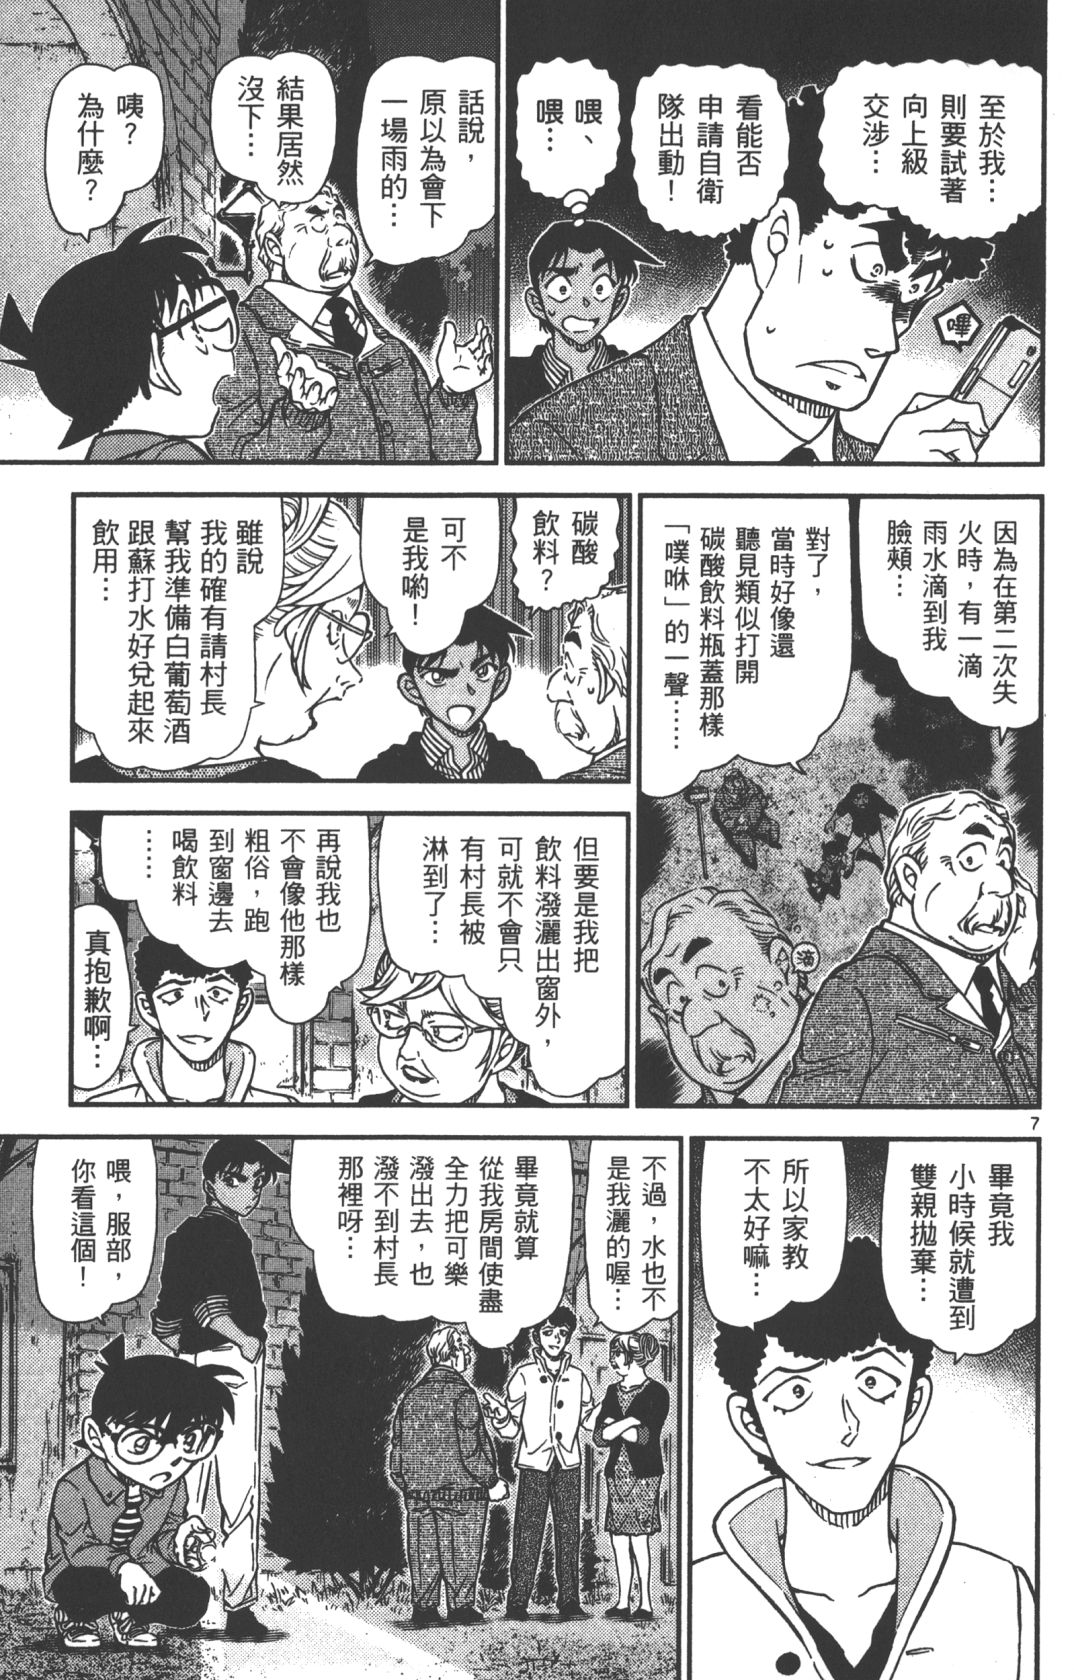 至於我…
則要試著
向上級
交涉…
看能否
申請自衛
隊出動！
喂、
喂…
嗶
話說，
原以為會下
一場雨的…
結果居然
沒下…
咦？
為什麼？
因為在第二次失
火時，有一滴
雨水滴到我
臉頰…
對了，
當時好像還
聽見類似打開
碳酸飲料瓶蓋那樣
「噗咻」的一聲……
滴
碳酸
飲料？
可不
是我喲！
雖說
我的確有請村長
幫我準備白葡萄酒
跟蘇打水好兌起來
飲用…
但要是我把
飲料潑灑出窗外，
可就不會只
有村長被
淋到了…
再說我也
不會像他那樣
粗俗，跑
到窗邊去
喝飲料
……
真抱歉啊…
7
畢竟我
小時候就遭到
雙親拋棄…
所以家教
不太好嘛…
不過，水也不
是我灑的喔…
畢竟就算
從我房間使盡
全力把可樂
潑出去，也
潑不到村長
那裡呀…
喂，服部，
你看這個！